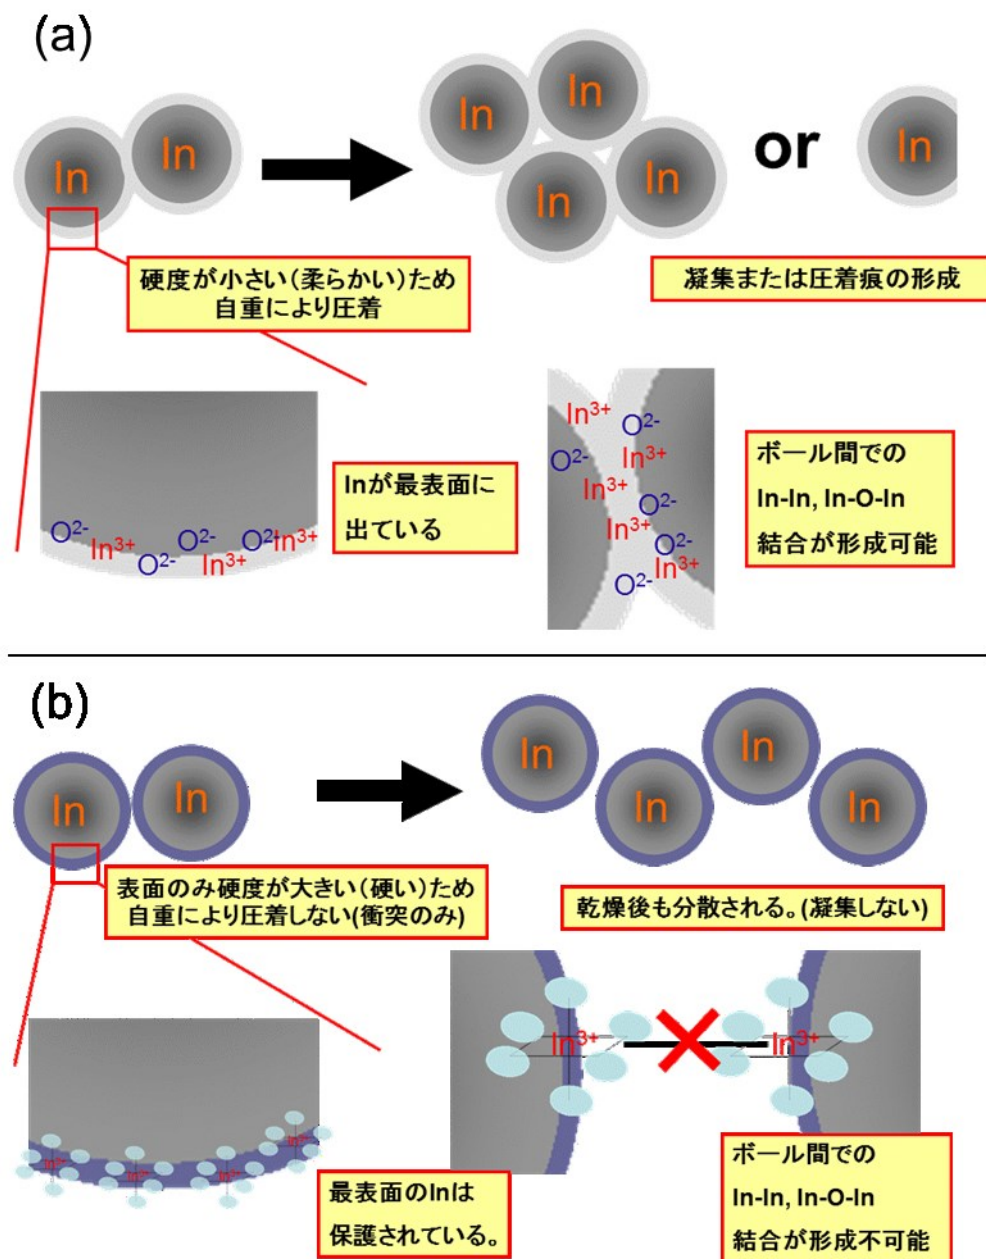 (a)
In
In
In
In
In
In
or
In
硬度が小さい(柔らかい)ため
自重により圧着
凝集または圧着痕の形成
O2-
In3+
O2-
O2-
In3+
O2-
In3+
Inが最表面に
出ている
In3+
O2-
O2-
In3+
In3+
O2-
In3+
O2-
In3+
O2-
ボール間での
In-In, In-O-In
結合が形成可能
(b)
In
In
In
In
In
In
表面のみ硬度が大きい(硬い)ため
自重により圧着しない(衝突のみ)
乾燥後も分散される。(凝集しない)
In3+
In3+
In3+
In3+
In3+
In3+
最表面のInは
保護されている。
ボール間での
In-In, In-O-In
結合が形成不可能